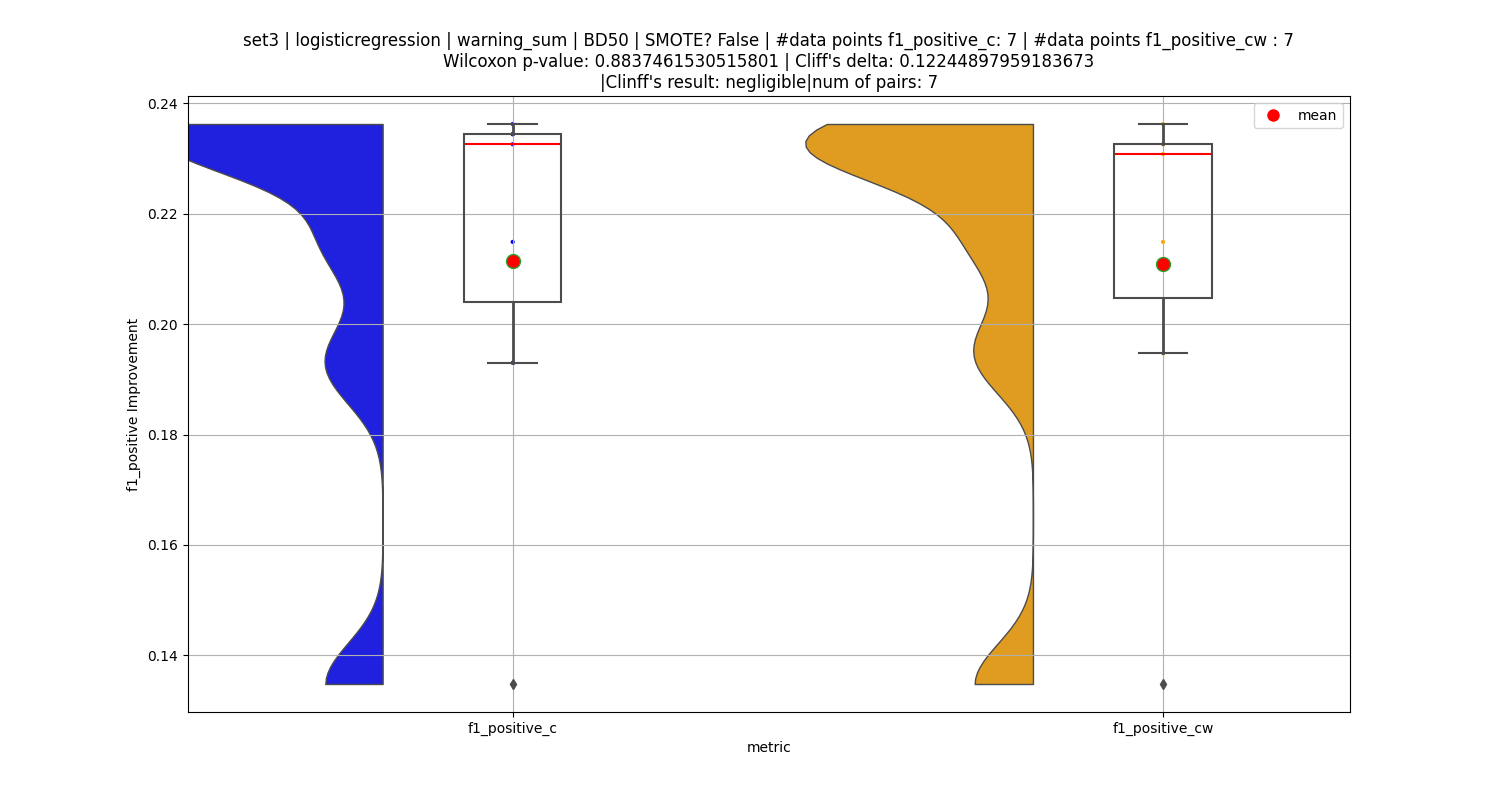 set3 | logisticregression | warning_sum | BD50 | SMOTE? False | #data points f1_positive_c: 7 | #data points f1_positive_cw : 7
Wilcoxon p-value: 0.8837461530515801 | Cliff's delta: 0.12244897959183673
|Clinff's result: negligible|num of pairs: 7
mean
0.24
0.22
0.20
0.18
0.16
0.14
f1_positive Improvement
f1_positive_c
f1_positive_cw
metric